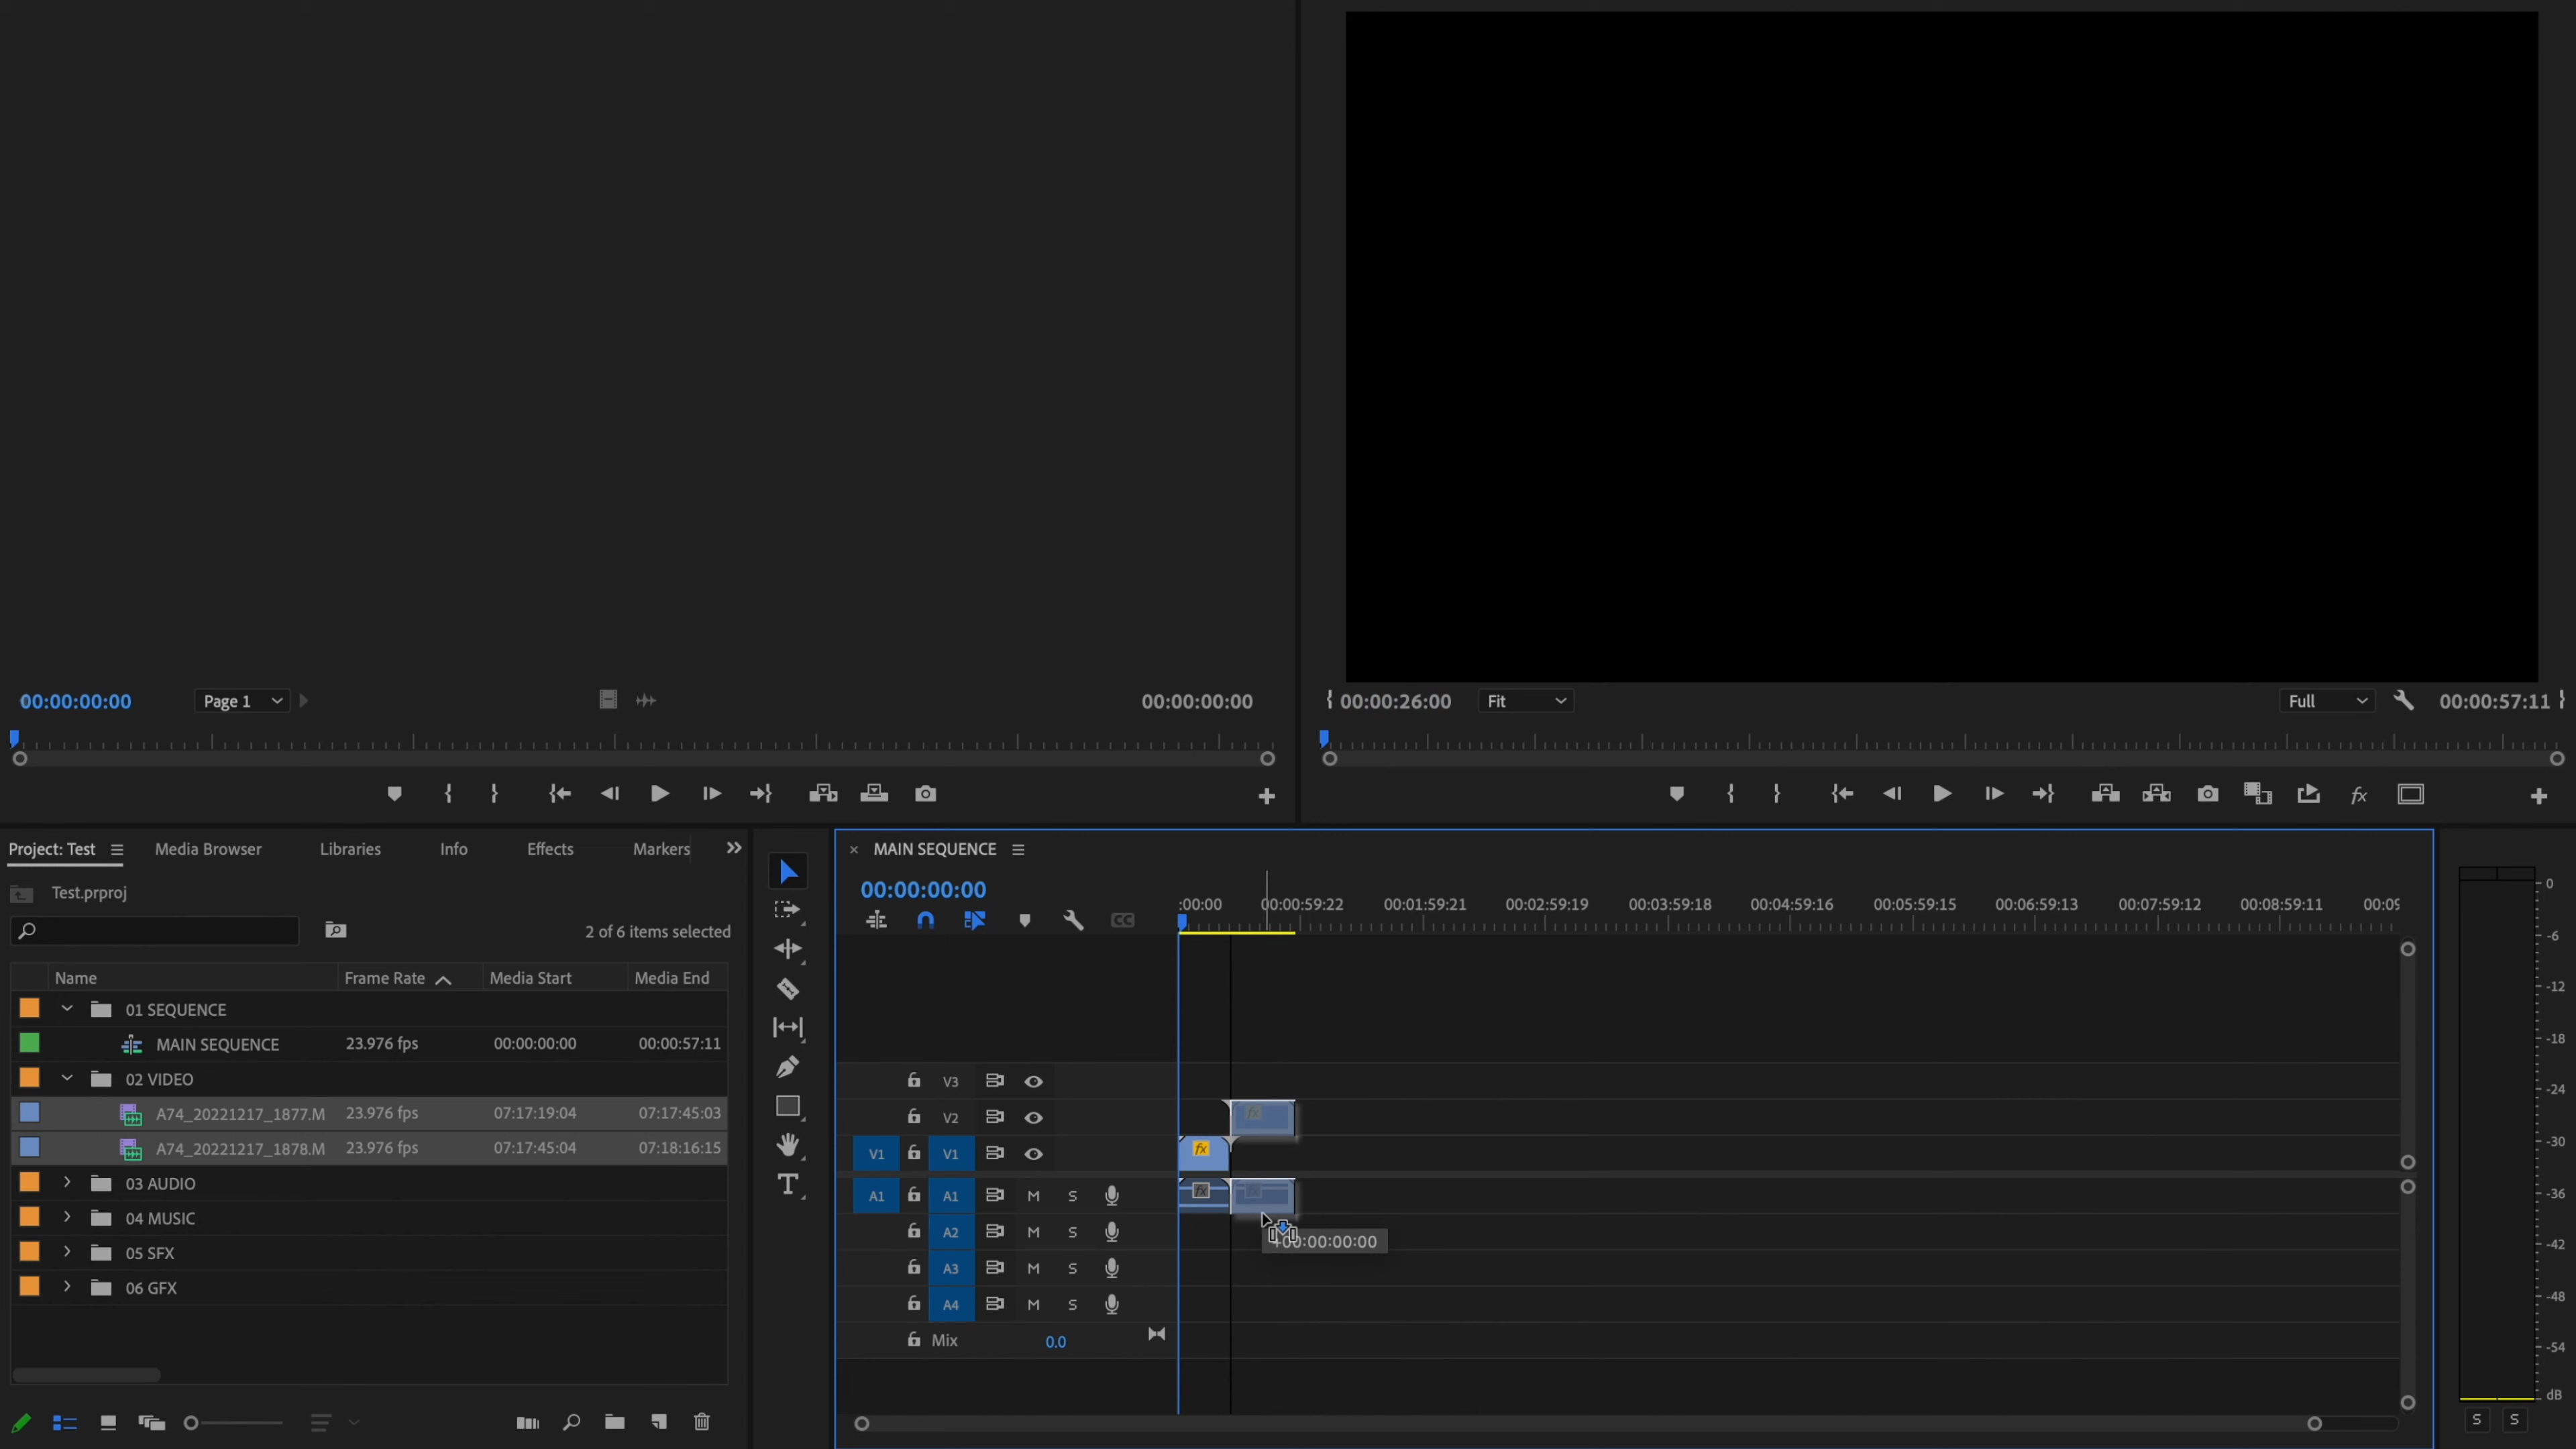 00:00:00:00
Page 1
00:00:00:00
00:00:26:00
Fit
Full
00:00:57:11
fx
Project: Test
Media Browser
Libraries
Info
Effects
Markers
Test.prproj
2 of 6 items selected
Name
Frame Rate
Media Start
Media End
01 SEQUENCE
MAIN SEQUENCE
23.976 fps
00:00:00:00
00:00:57:11
02 VIDEO
A74_20221217_1877.M
23.976 fps
07:17:19:04
07:17:45:03
A74_20221217_1878.M
23.976 fps
07:17:45:04
07:18:16:15
03 AUDIO
04 MUSIC
05 SFX
06 GFX
T
MAIN SEQUENCE
00:00:00:00
CC
:00:00
00:00:59:22
00:01:59:21
00:02:59:19
00:03:59:18
00:04:59:16
00:05:59:15
00:06:59:13
00:07:59:12
00:08:59:11
00:09
V3
V2
fx
V1
V1
fx
A1
A1
M
S
fx
fx
A2
M
S
+00:00:00:00
A3
M
S
A4
M
S
Mix
0.0
0
-6
-12
-18
-24
-30
-36
-42
-48
-54
dB
S
S